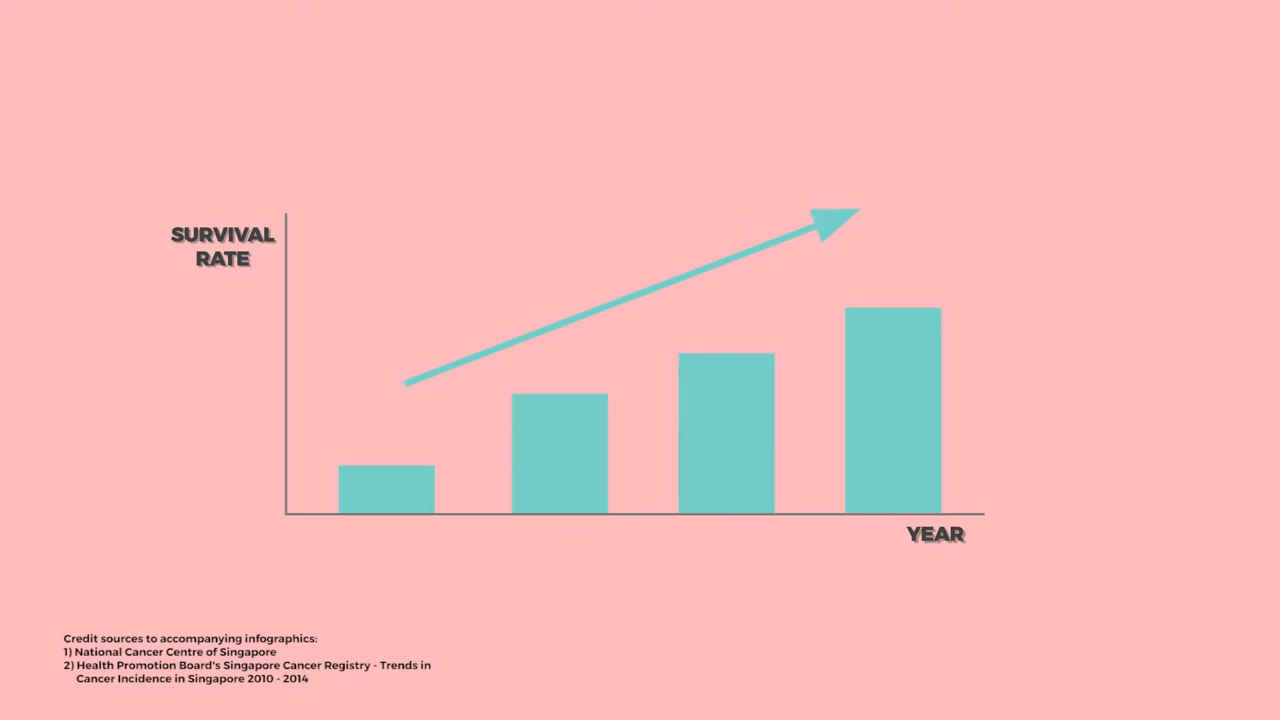 SURVIVAL
RATE
YEAR
Credit sources to accompanying infographics:
1) National Cancer Centre of Singapore
2) Health Promotion Board's Singapore Cancer Registry - Trends in
Cancer Incidence in Singapore 2010 - 2014